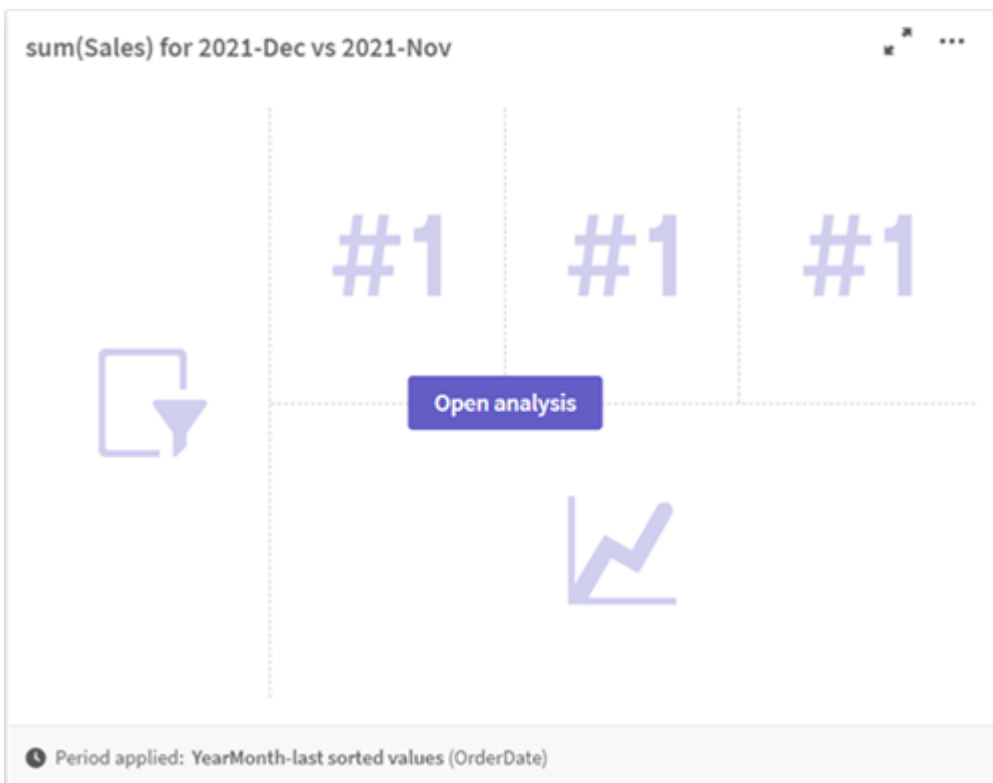 sum(Sales) for 2021-Dec vs 2021-Nov
#1 #1 #1
Open analysis
Period applied: YearMonth-last sorted values (OrderDate)